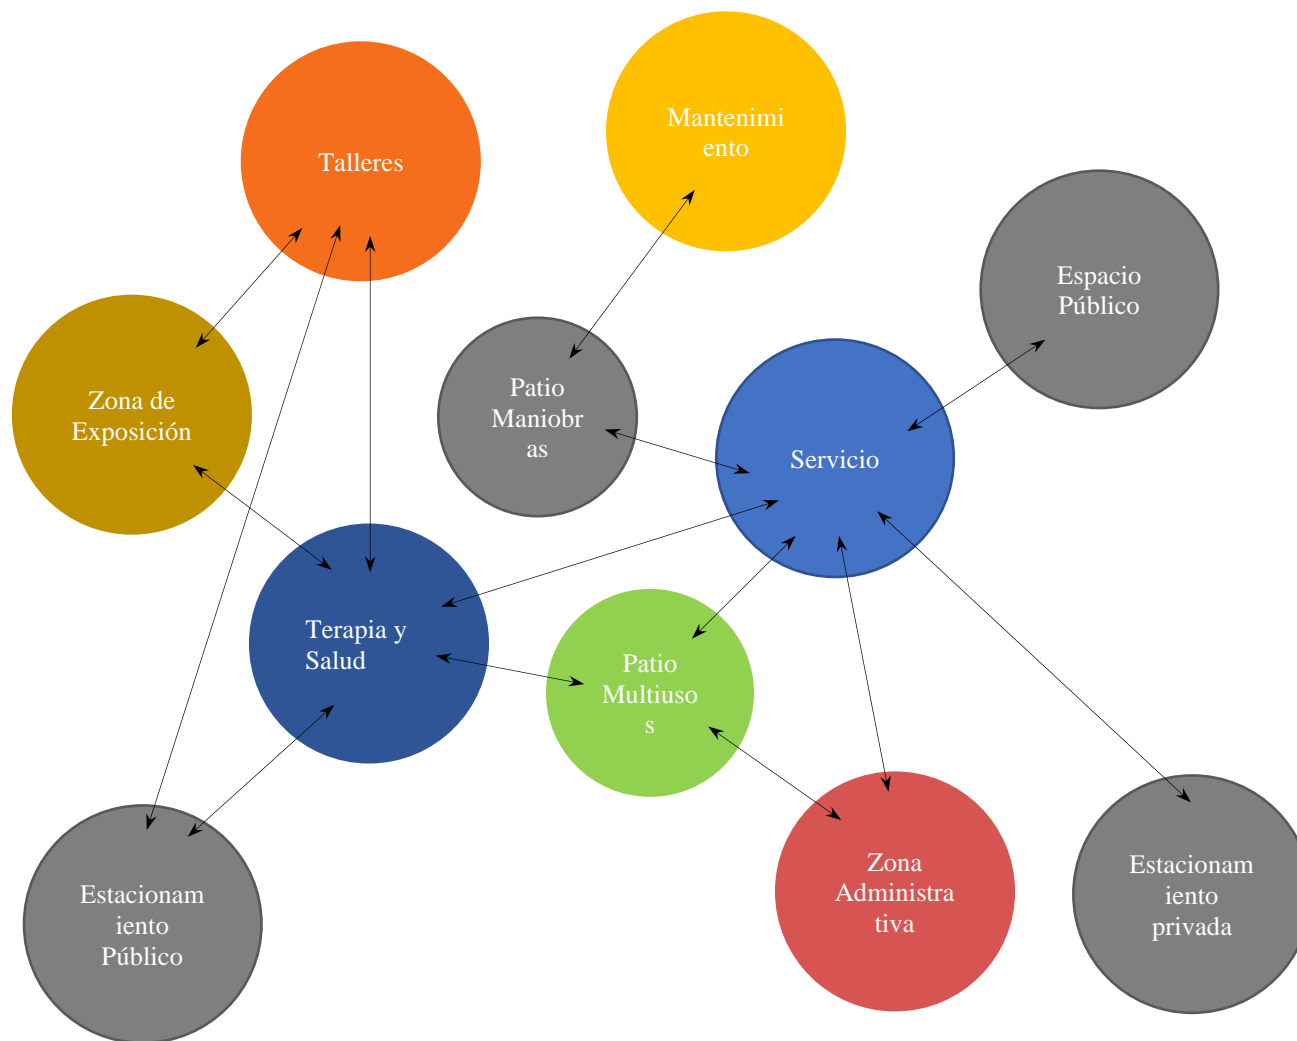 Talleres
Mantenimi
ento
Espacio
Público
Zona de
Exposición
Patio
Maniobr
as
Servicio
Terapia y
Salud
Patio
Multiuso
s
Estacionam
iento
Público
Zona
Administra
tiva
Estacionam
iento
privada